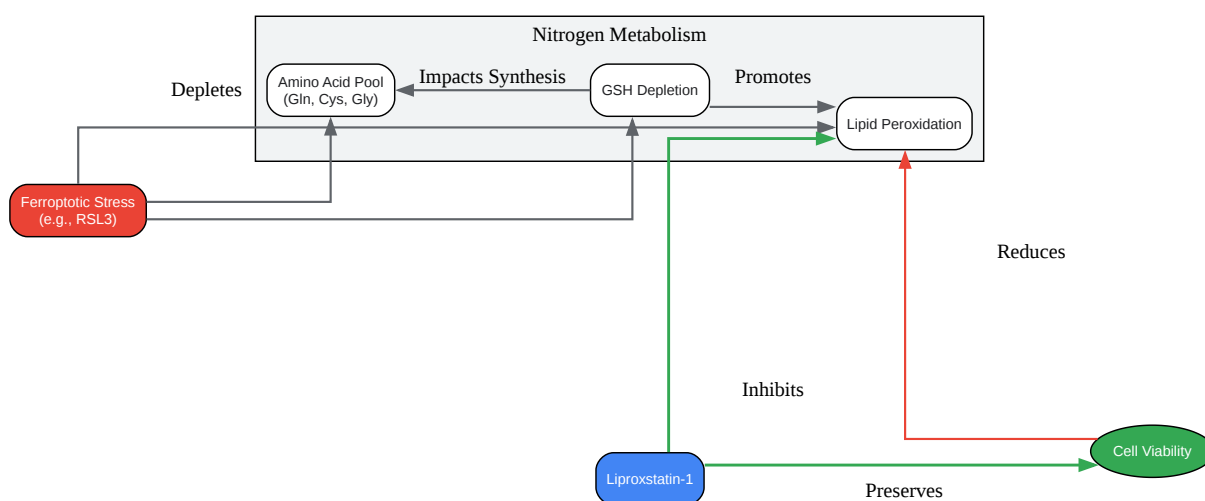 Nitrogen Metabolism
Depletes
Amino Acid Pool
(Gln, Cys, Gly)
Impacts Synthesis
GSH Depletion
Promotes
Lipid Peroxidation
Ferroptotic Stress
(e.g., RSL3)
Reduces
Inhibits
Cell Viability
Liproxstatin-1
Preserves